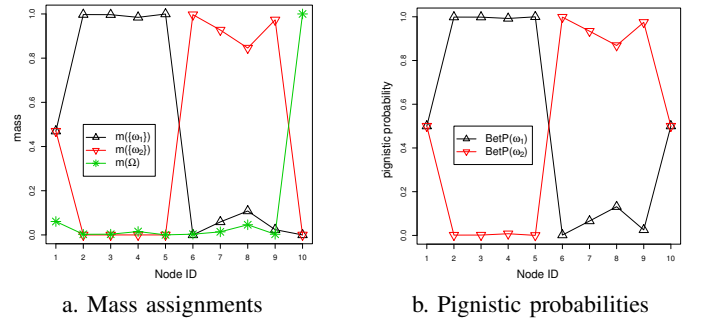 mass
0.0 0.2 0.4 0.6 0.8 1.0
m({ω₁})
m({ω₂})
m(Ω)
1 2 3 4 5 6 7 8 9 10
Node ID
a. Mass assignments
pignistic probability
0.0 0.2 0.4 0.6 0.8 1.0
BetP(ω₁)
BetP(ω₂)
1 2 3 4 5 6 7 8 9 10
Node ID
b. Pignistic probabilities